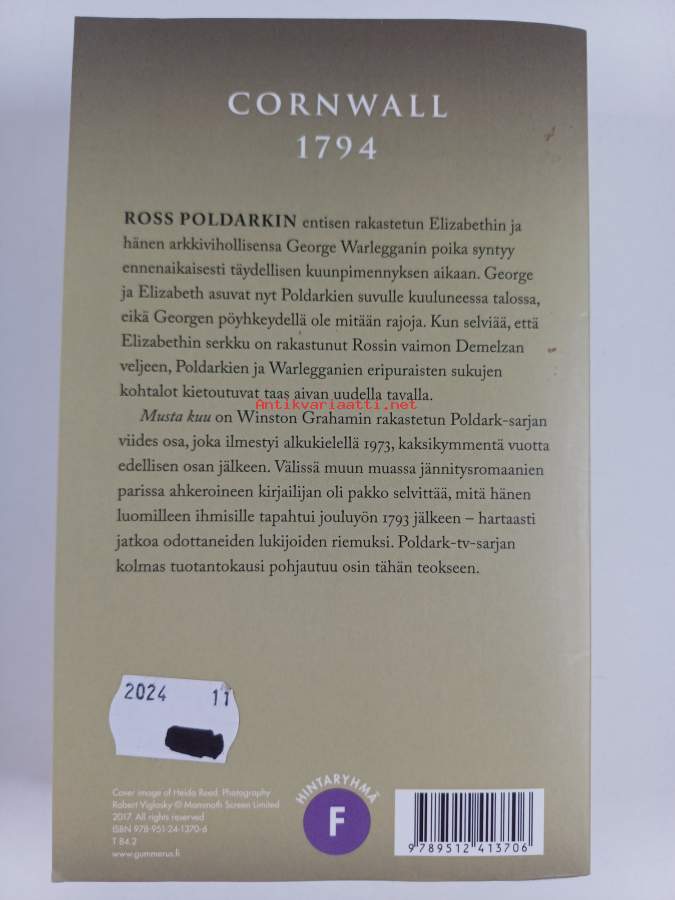 CORNWALL
1794
ROSS POLDARKIN entisen rakastetun Elizabethin ja
hänen arkkivihollisensa George Warlegganin poika syntyy
ennenaikaisesti täydellisen kuunpimennyksen aikaan. George
ja Elizabeth asuvat nyt Poldarkien suvulle kuuluneessa talossa,
eikä Georgen pöyhkeydellä ole mitään rajoja. Kun selviää, että
Elizabethin serkku on rakastunut Rossin vaimon Demelzan
veljeen, Poldarkien ja Warlegganien eripuraisten sukujen
kohtalot kietoutuvat taas aivan uudella tavalla.
Antikvariaatti.net
Musta kuu on Winston Grahamin rakastetun Poldark-sarjan
viides osa, joka ilmestyi alkukielellä 1973, kaksikymmentä vuotta
edellisen osan jälkeen. Välissä muun muassa jännitysromaanien
parissa ahkeroineen kirjailijan oli pakko selvittää, mitä hänen
luomilleen ihmisille tapahtui jouluyön 1793 jälkeen – hartaasti
jatkoa odottaneiden lukijoiden riemuksi. Poldark-tv-sarjan
kolmas tuotantokausi pohjautuu osin tähän teokseen.
2024 11
Cover image of Heida Reed. Photography
Robert Viglasky © Mammoth Screen Limited
2017. All rights reserved
ISBN 978-951-24-1370-6
T 84.2
www.gummerus.fi
HINTARYHMÄ
F
9789512413706